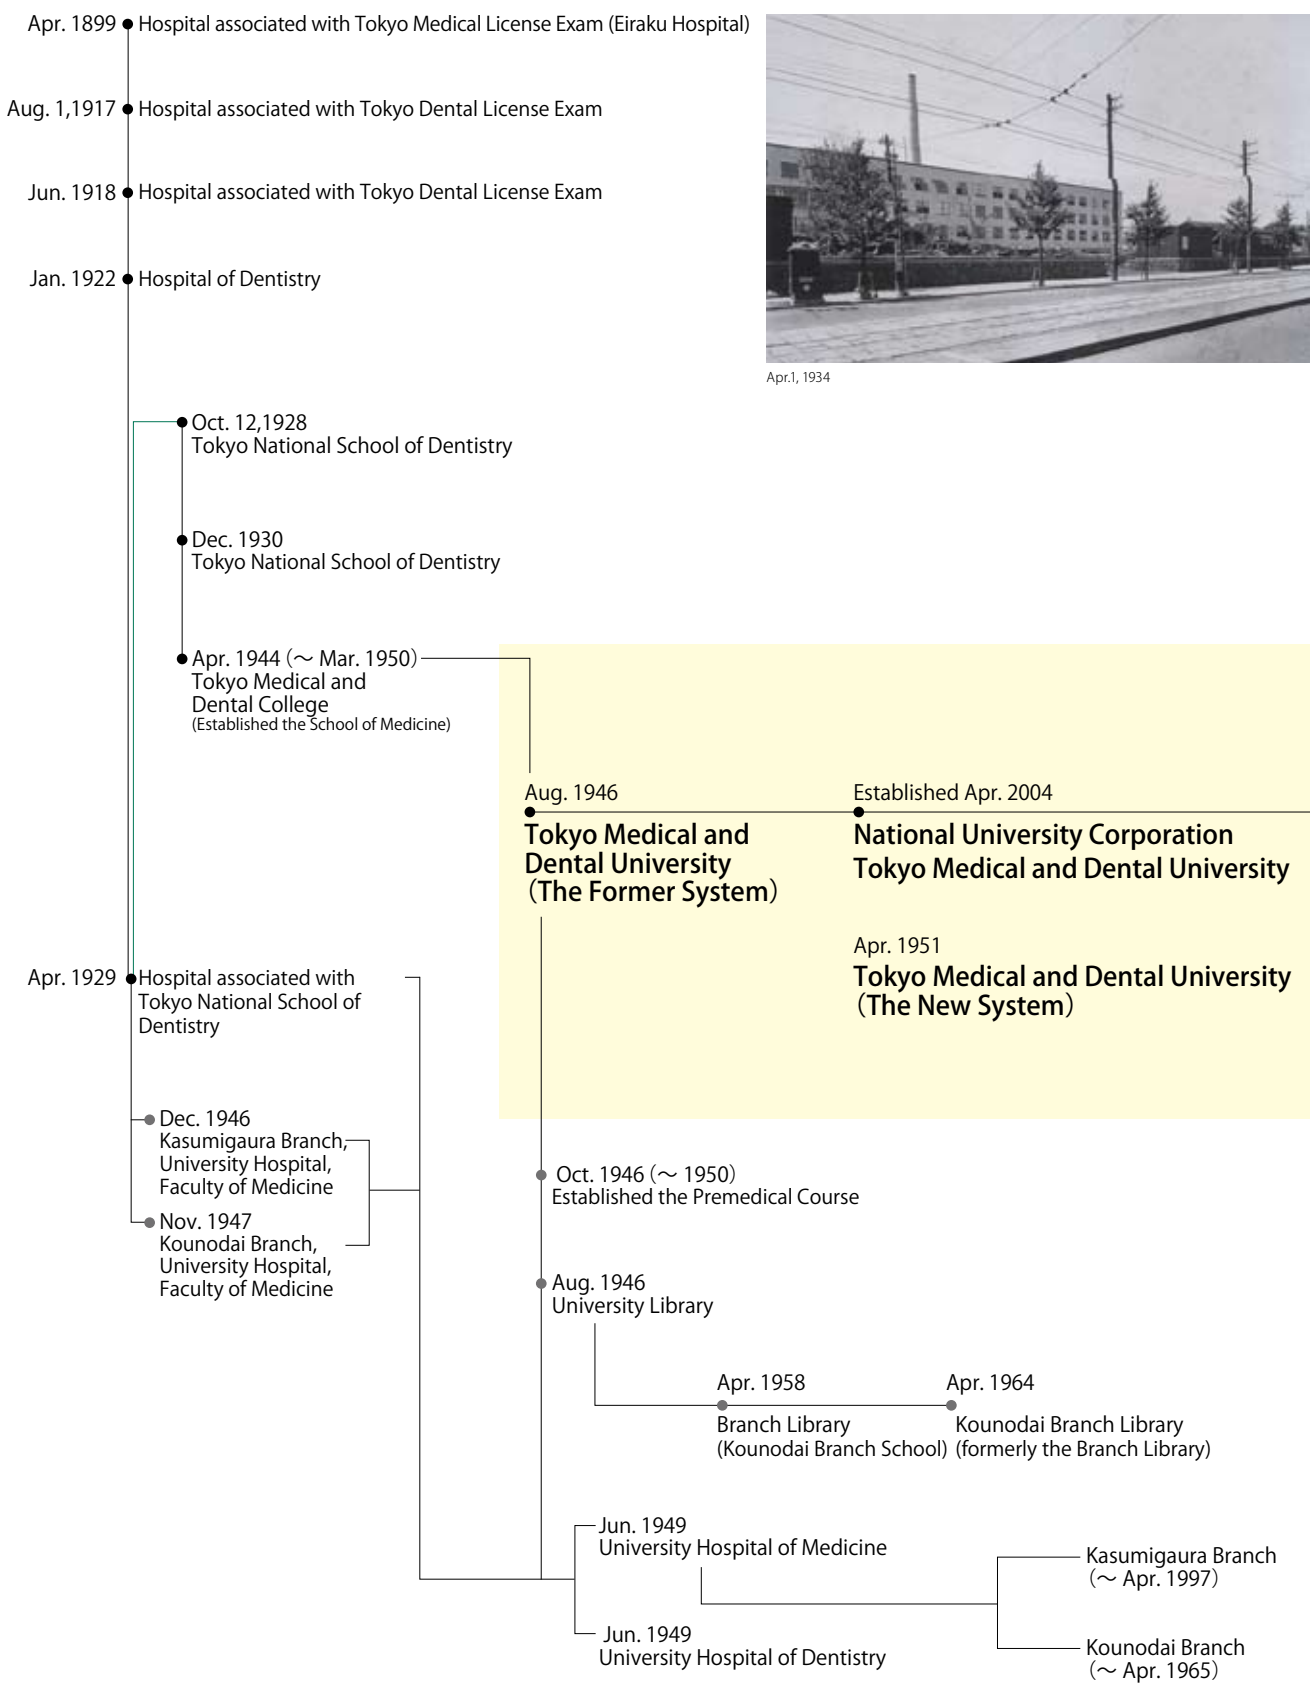 Apr. 1899 Hospital associated with Tokyo Medical License Exam (Eiraku Hospital)
Aug. 1,1917 Hospital associated with Tokyo Dental License Exam
Jun. 1918 Hospital associated with Tokyo Dental License Exam
Jan. 1922 Hospital of Dentistry
Apr.1, 1934
Oct. 12,1928
Tokyo National School of Dentistry
Dec. 1930
Tokyo National School of Dentistry
Apr. 1944 (～ Mar. 1950)
Tokyo Medical and
Dental College
(Established the School of Medicine)
Aug. 1946
Tokyo Medical and
Dental University
(The Former System)
Established Apr. 2004
National University Corporation
Tokyo Medical and Dental University
Apr. 1951
Tokyo Medical and Dental University
(The New System)
Apr. 1929 Hospital associated with
Tokyo National School of
Dentistry
Dec. 1946
Kasumigaura Branch,
University Hospital,
Faculty of Medicine
Nov. 1947
Kounodai Branch,
University Hospital,
Faculty of Medicine
Oct. 1946 (～ 1950)
Established the Premedical Course
Aug. 1946
University Library
Apr. 1958
Branch Library
(Kounodai Branch School)
Apr. 1964
Kounodai Branch Library
(formerly the Branch Library)
Jun. 1949
University Hospital of Medicine
Jun. 1949
University Hospital of Dentistry
Kasumigaura Branch
(～ Apr. 1997)
Kounodai Branch
(～ Apr. 1965)